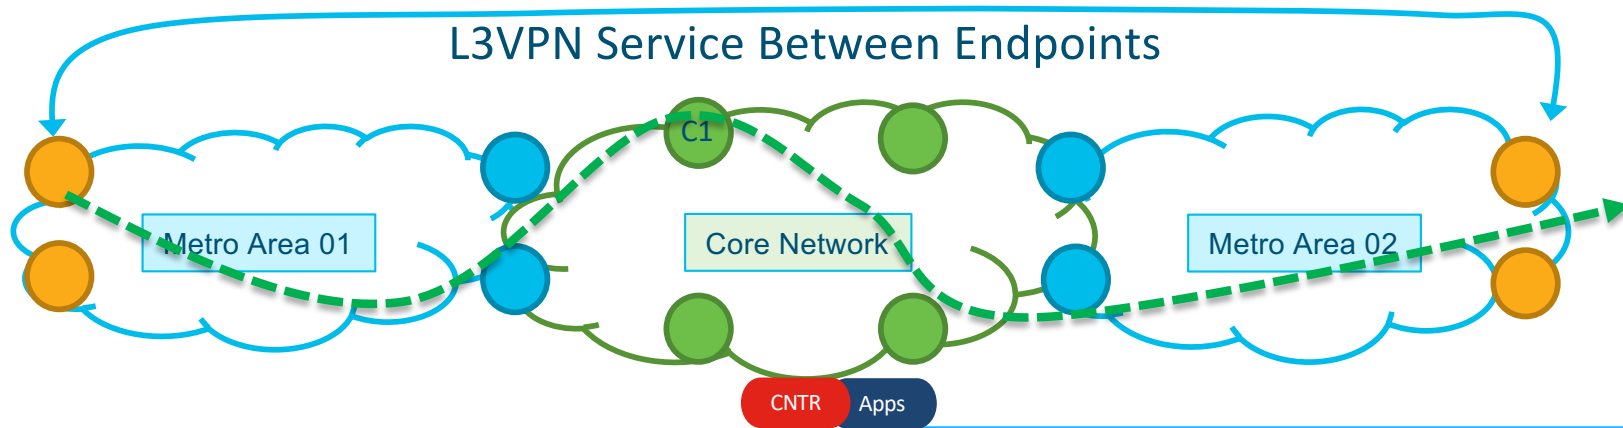 L3VPN Service Between Endpoints
C1
Metro Area 01
Core Network
Metro Area 02
CNTR
Apps